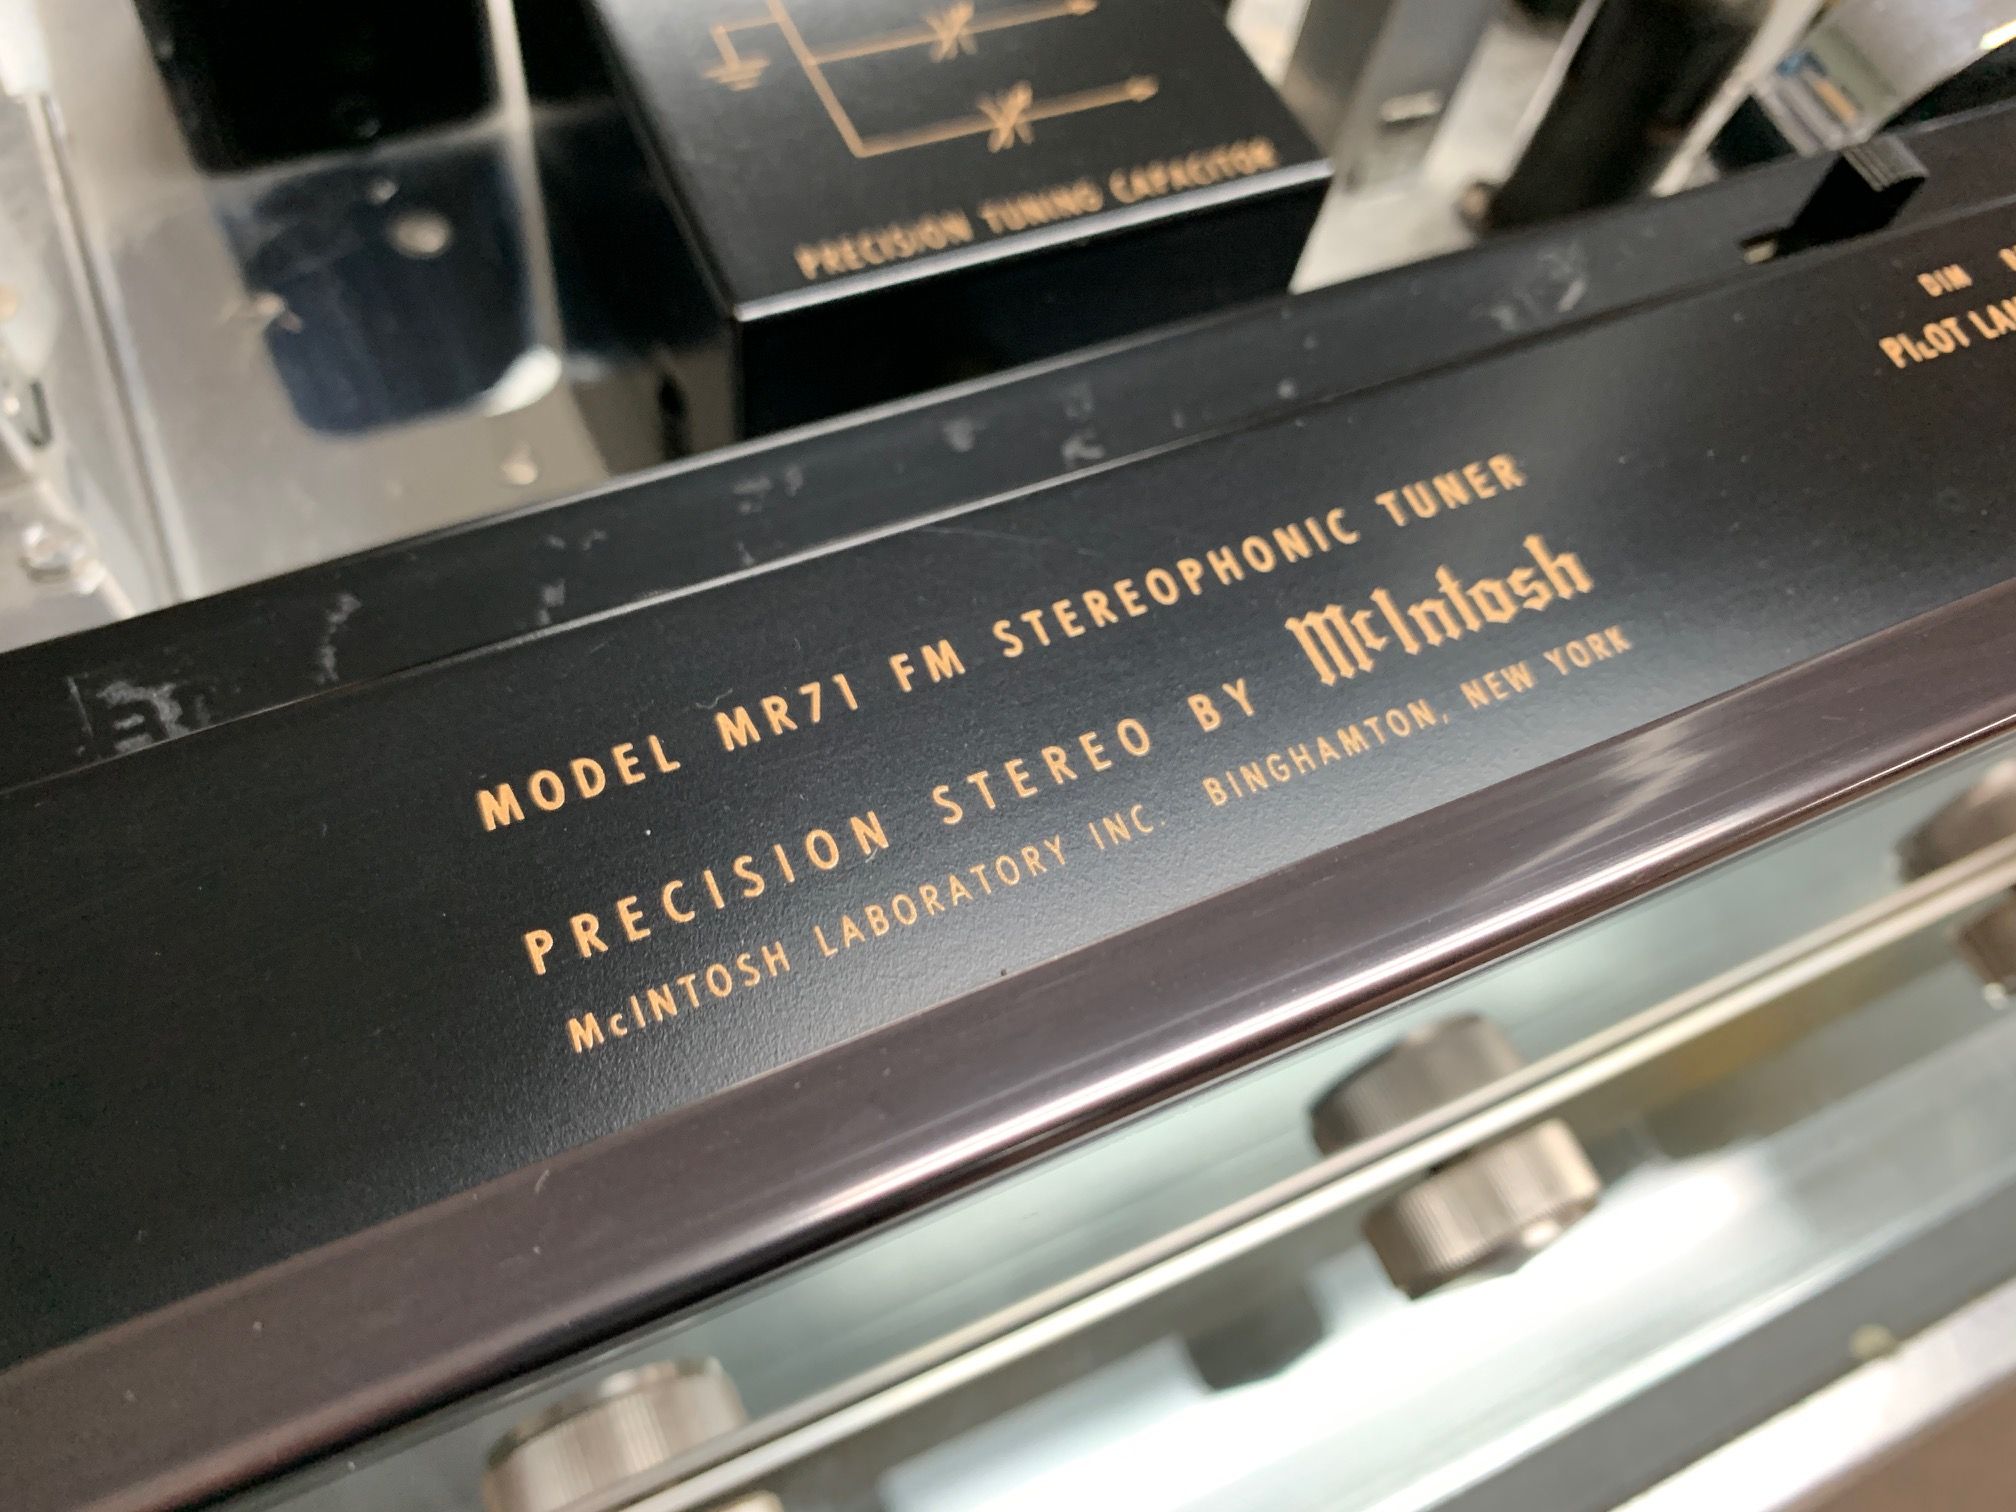 PRECISION TUNING CAPACITOR
DIM
PILOT
MODEL MR71 FM STEREOPHONIC TUNER
PRECISION STEREO BY McIntosh
McINTOSH LABORATORY INC. BINGHAMTON, NEW YORK